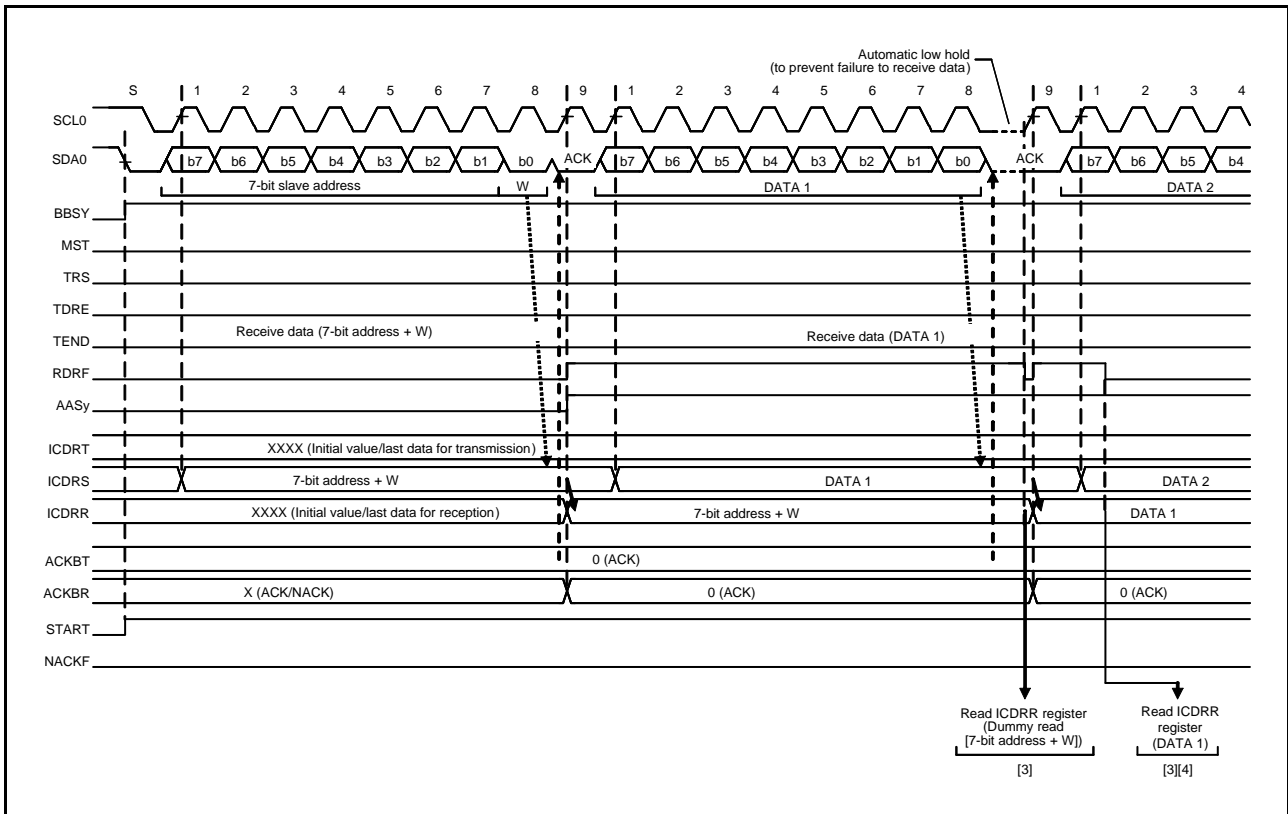 Automatic low hold
(to prevent failure to receive data)
S 1 2 3 4 5 6 7 8 9 1 2 3 4 5 6 7 8 9 1 2 3 4
SCL0
SDA0 b7 b6 b5 b4 b3 b2 b1 b0 ACK b7 b6 b5 b4 b3 b2 b1 b0 ACK b7 b6 b5 b4
7-bit slave address W DATA 1 DATA 2
BBSY
MST
TRS
TDRE
Receive data (7-bit address + W) Receive data (DATA 1)
TEND
RDRF
AASy
ICDRT XXXX (Initial value/last data for transmission)
ICDRS 7-bit address + W DATA 1 DATA 2
ICDRR XXXX (Initial value/last data for reception) 7-bit address + W DATA 1
ACKBT 0 (ACK)
ACKBR X (ACK/NACK) 0 (ACK) 0 (ACK)
START
NACKF
Read ICDRR register
(Dummy read
[7-bit address + W])
[3]
Read ICDRR
register
(DATA 1)
[3][4]